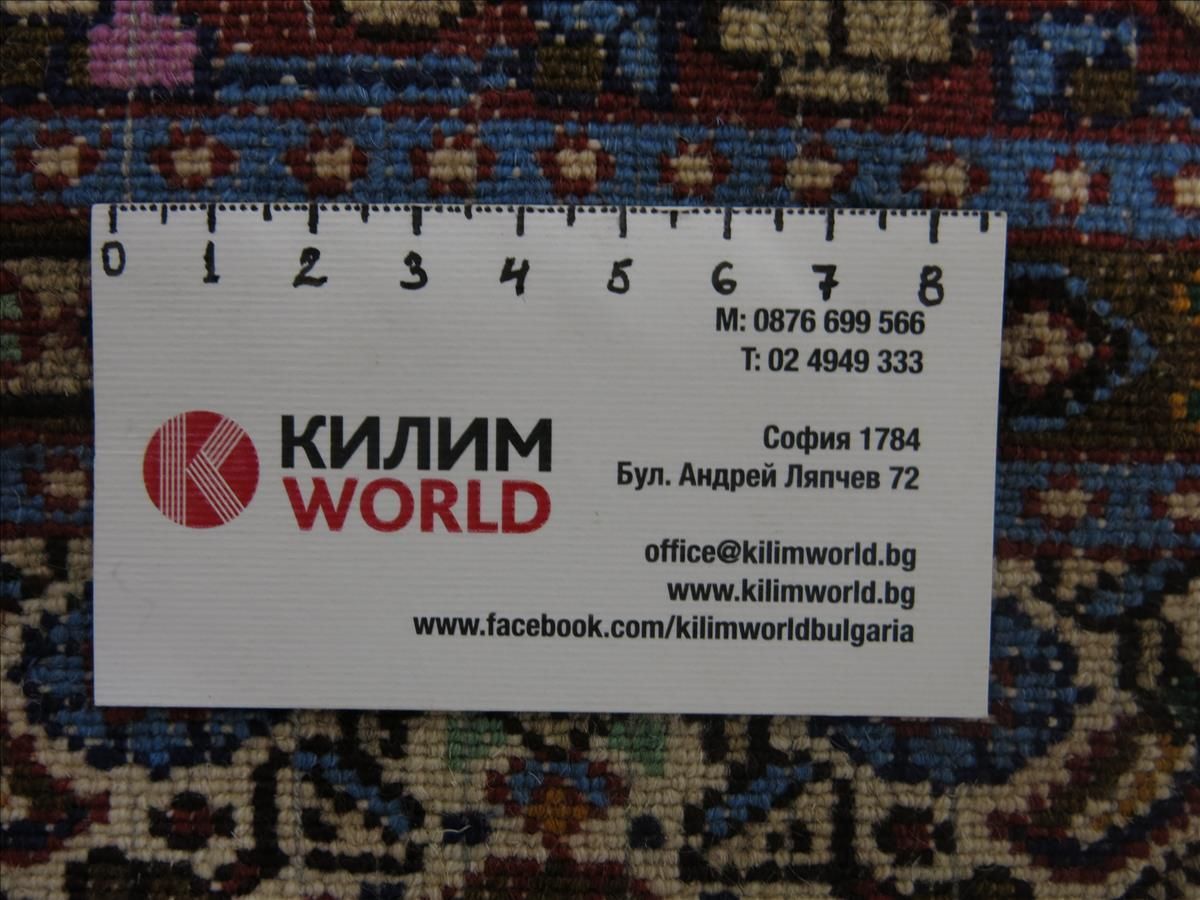 0 1 2 3 4 5 6 7 8
M: 0876 699 566
T: 02 4949 333
КИЛИМ
WORLD
София 1784
Бул. Андрей Ляпчев 72
office@kilimworld.bg
www.kilimworld.bg
www.facebook.com/kilimworldbulgaria